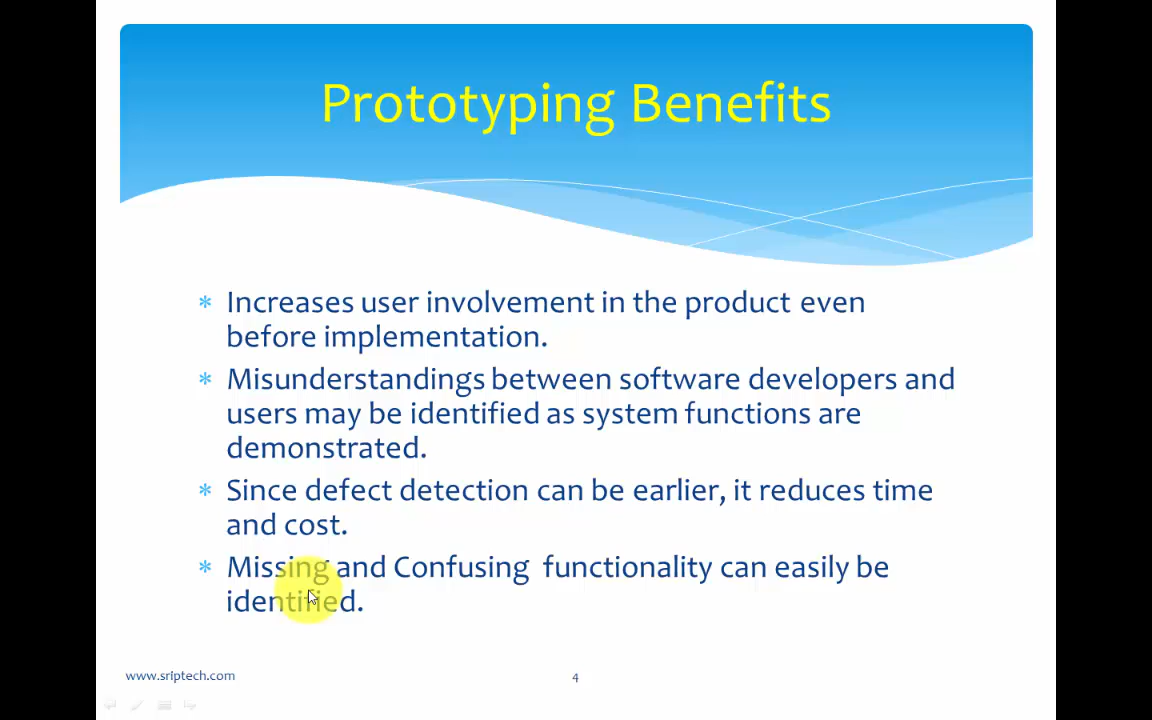 Prototyping Benefits
* Increases user involvement in the product even
before implementation.
* Misunderstandings between software developers and
users may be identified as system functions are
demonstrated.
* Since defect detection can be earlier, it reduces time
and cost.
* Missing and Confusing functionality can easily be
identified.
www.sriptech.com
4